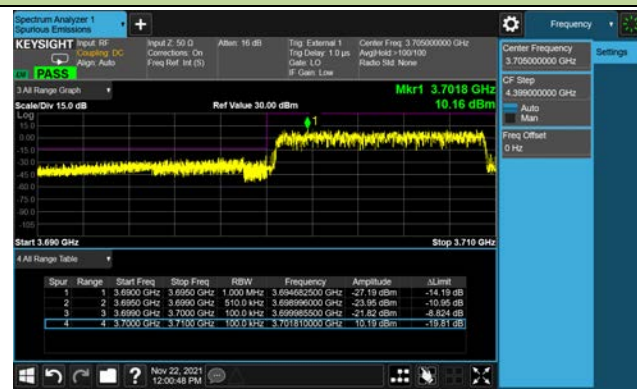 Spectrum Analyzer 1
Spurious Emissions
Frequency
KEYSIGHT
Input: RF
Coupling: DC
Align: Auto
Input Z: 50 Ω
Corrections: On
Freq Ref: Int (S)
Atten: 16 dB
Trig: External 1
Trig Delay: 1.0 µs
Gate: LO
IF Gain: Low
Center Freq: 3.705000000 GHz
Avg|Hold:>100/100
Radio Std: None
PASS
3 All Range Graph
Mkr1 3.7018 GHz
Scale/Div 15.0 dB
Ref Value 30.00 dBm
10.16 dBm
Log
15.0
0.00
-15.0
-30.0
-45.0
-60.0
-75.0
-90.0
-105
1
Start 3.690 GHz
Stop 3.710 GHz
4 All Range Table
Spur Range Start Freq Stop Freq RBW Frequency Amplitude ΔLimit
1 1 3.6900 GHz 3.6950 GHz 1.000 MHz 3.694682500 GHz -27.19 dBm -14.19 dB
2 2 3.6950 GHz 3.6990 GHz 510.0 kHz 3.698996000 GHz -23.95 dBm -10.95 dB
3 3 3.6990 GHz 3.7000 GHz 100.0 kHz 3.699985500 GHz -21.82 dBm -8.824 dB
4 4 3.7000 GHz 3.7100 GHz 100.0 kHz 3.701810000 GHz 10.19 dBm -19.81 dB
Nov 22, 2021
12:00:48 PM
Center Frequency
3.705000000 GHz
Settings
CF Step
4.399000000 GHz
Auto
Man
Freq Offset
0 Hz